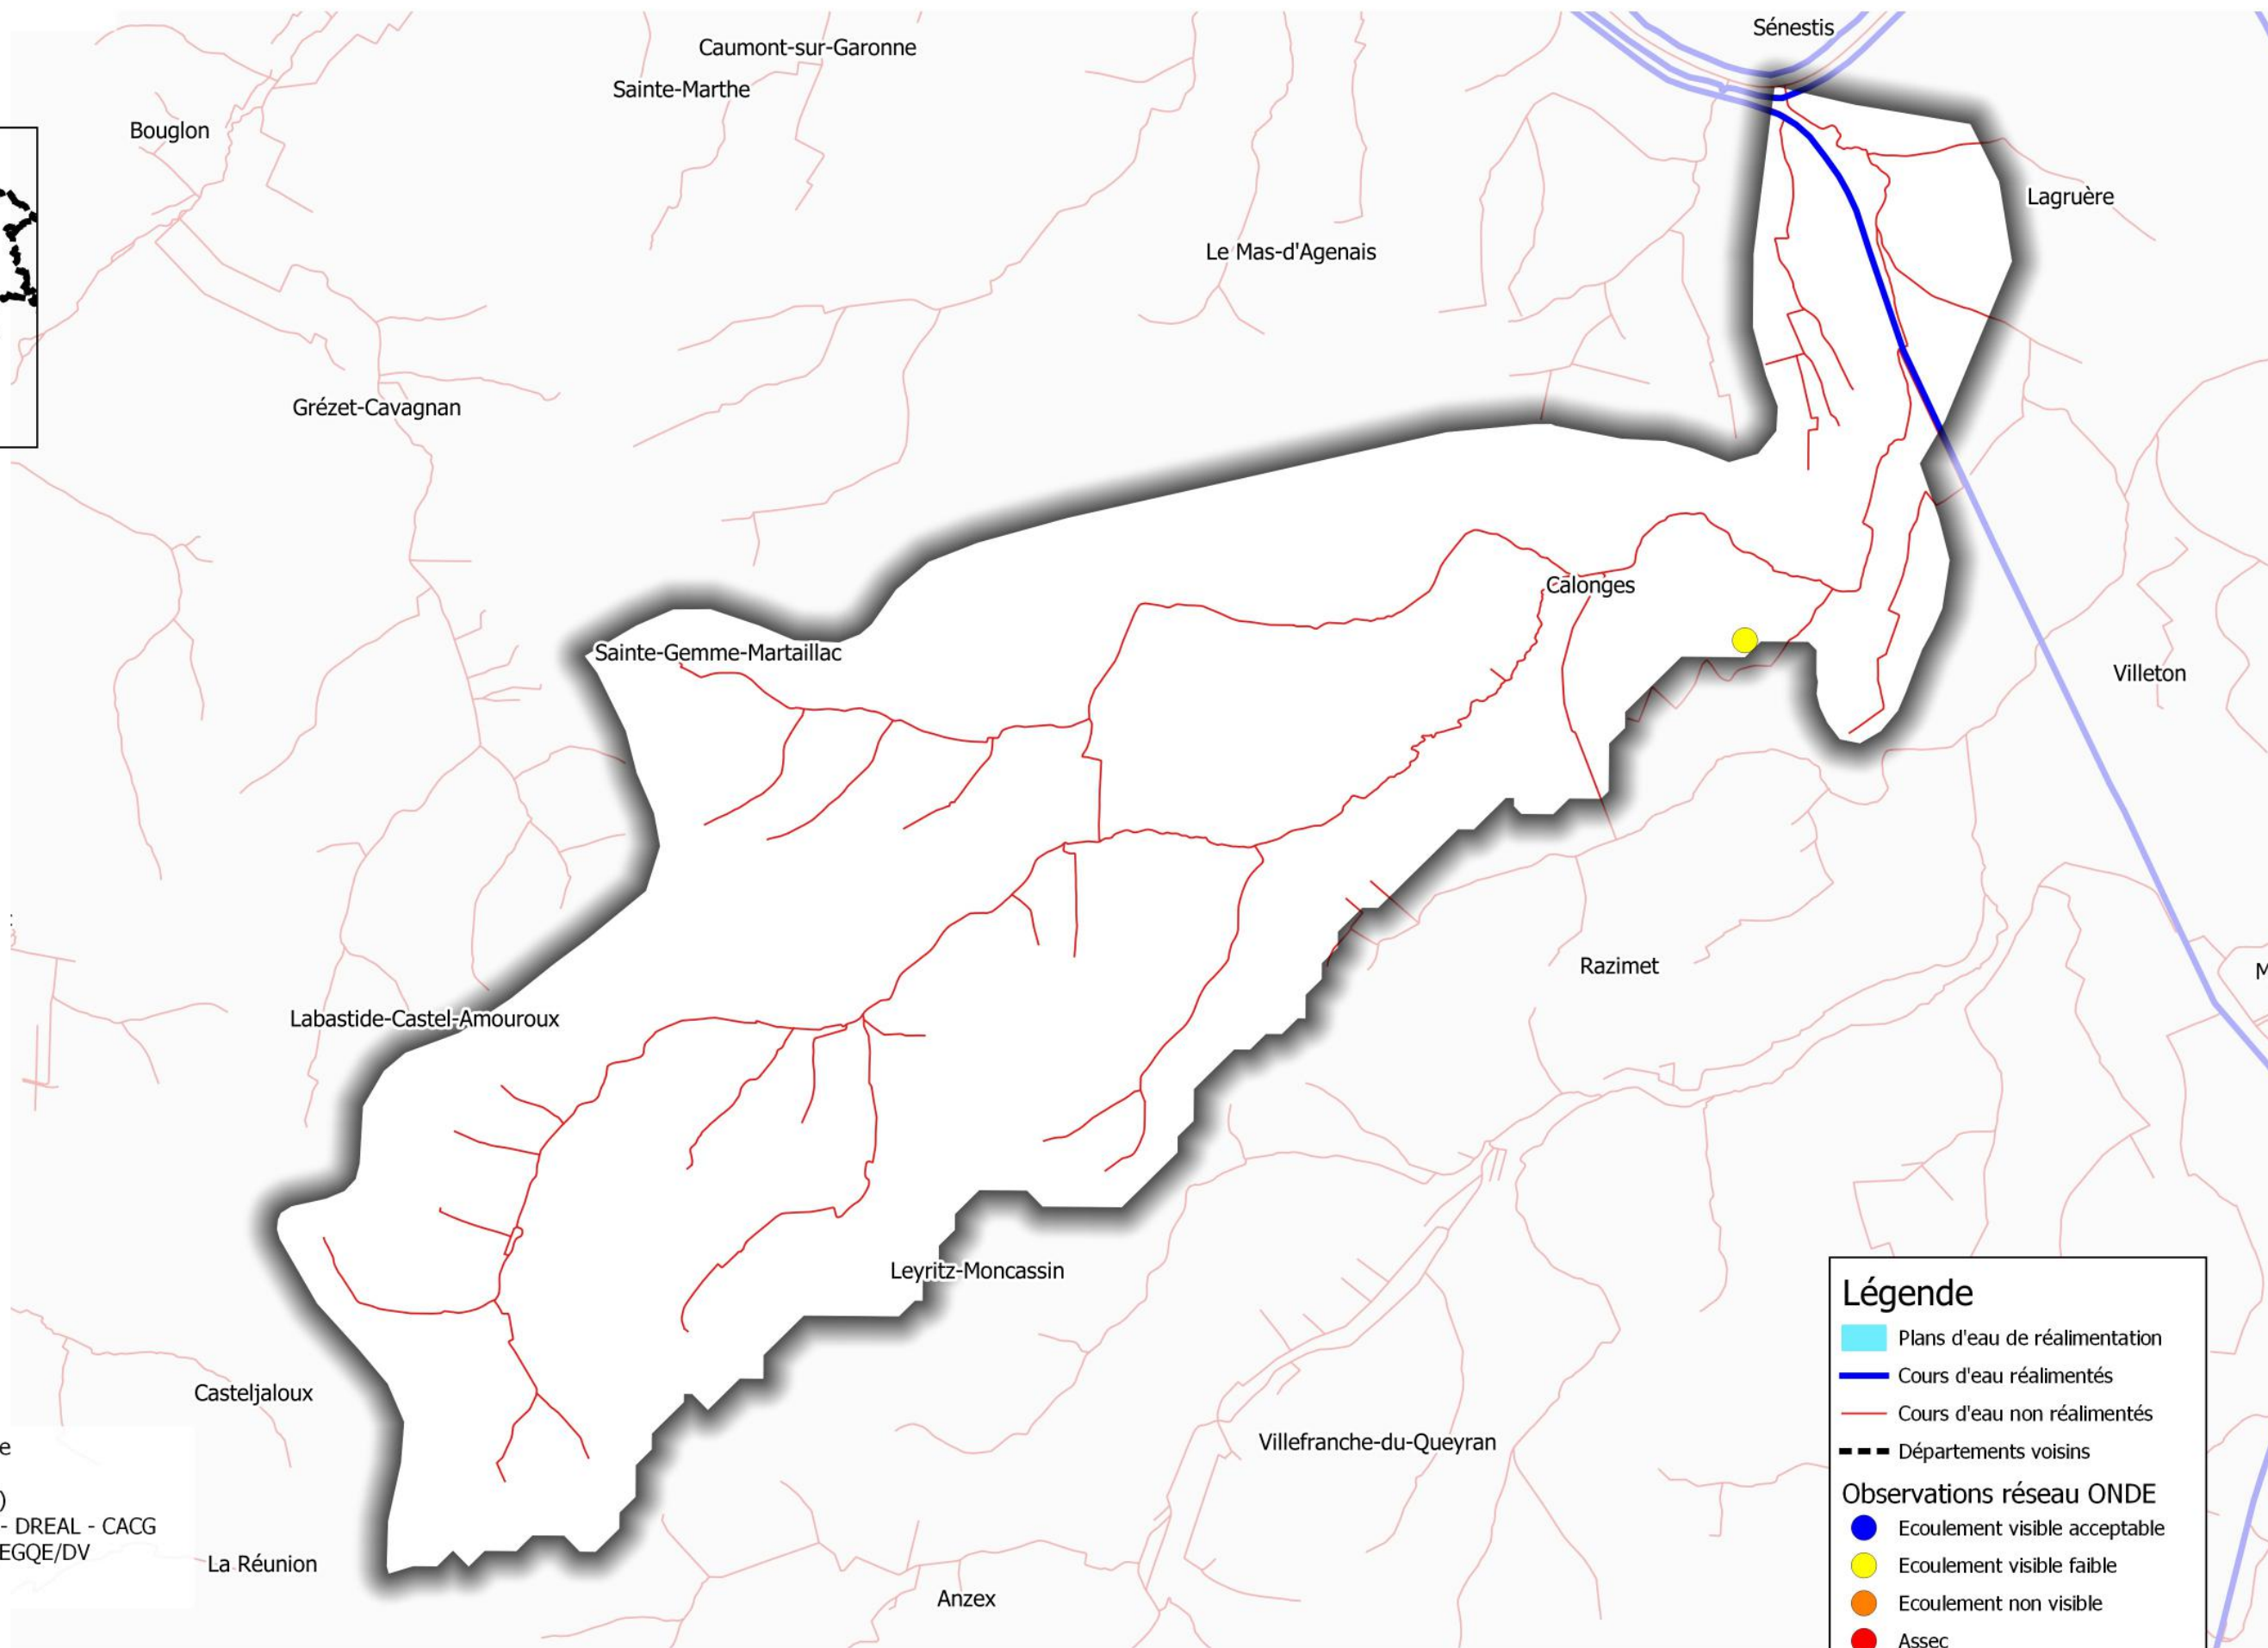 Sénestis
Caumont-sur-Garonne
Sainte-Marthe
Bouglon
Lagruère
Le Mas-d'Agenais
Grézet-Cavagnan
Calonges
Sainte-Gemme-Martaillac
Villeton
Razimet
M
Labastide-Castel-Amouroux
Leyritz-Moncassin
Casteljaloux
Villefranche-du-Queyran
La Réunion
Anzex
e
)
- DREAL - CACG
EGQE/DV
Légende
Plans d'eau de réalimentation
Cours d'eau réalimentés
Cours d'eau non réalimentés
Départements voisins
Observations réseau ONDE
Ecoulement visible acceptable
Ecoulement visible faible
Ecoulement non visible
Assec